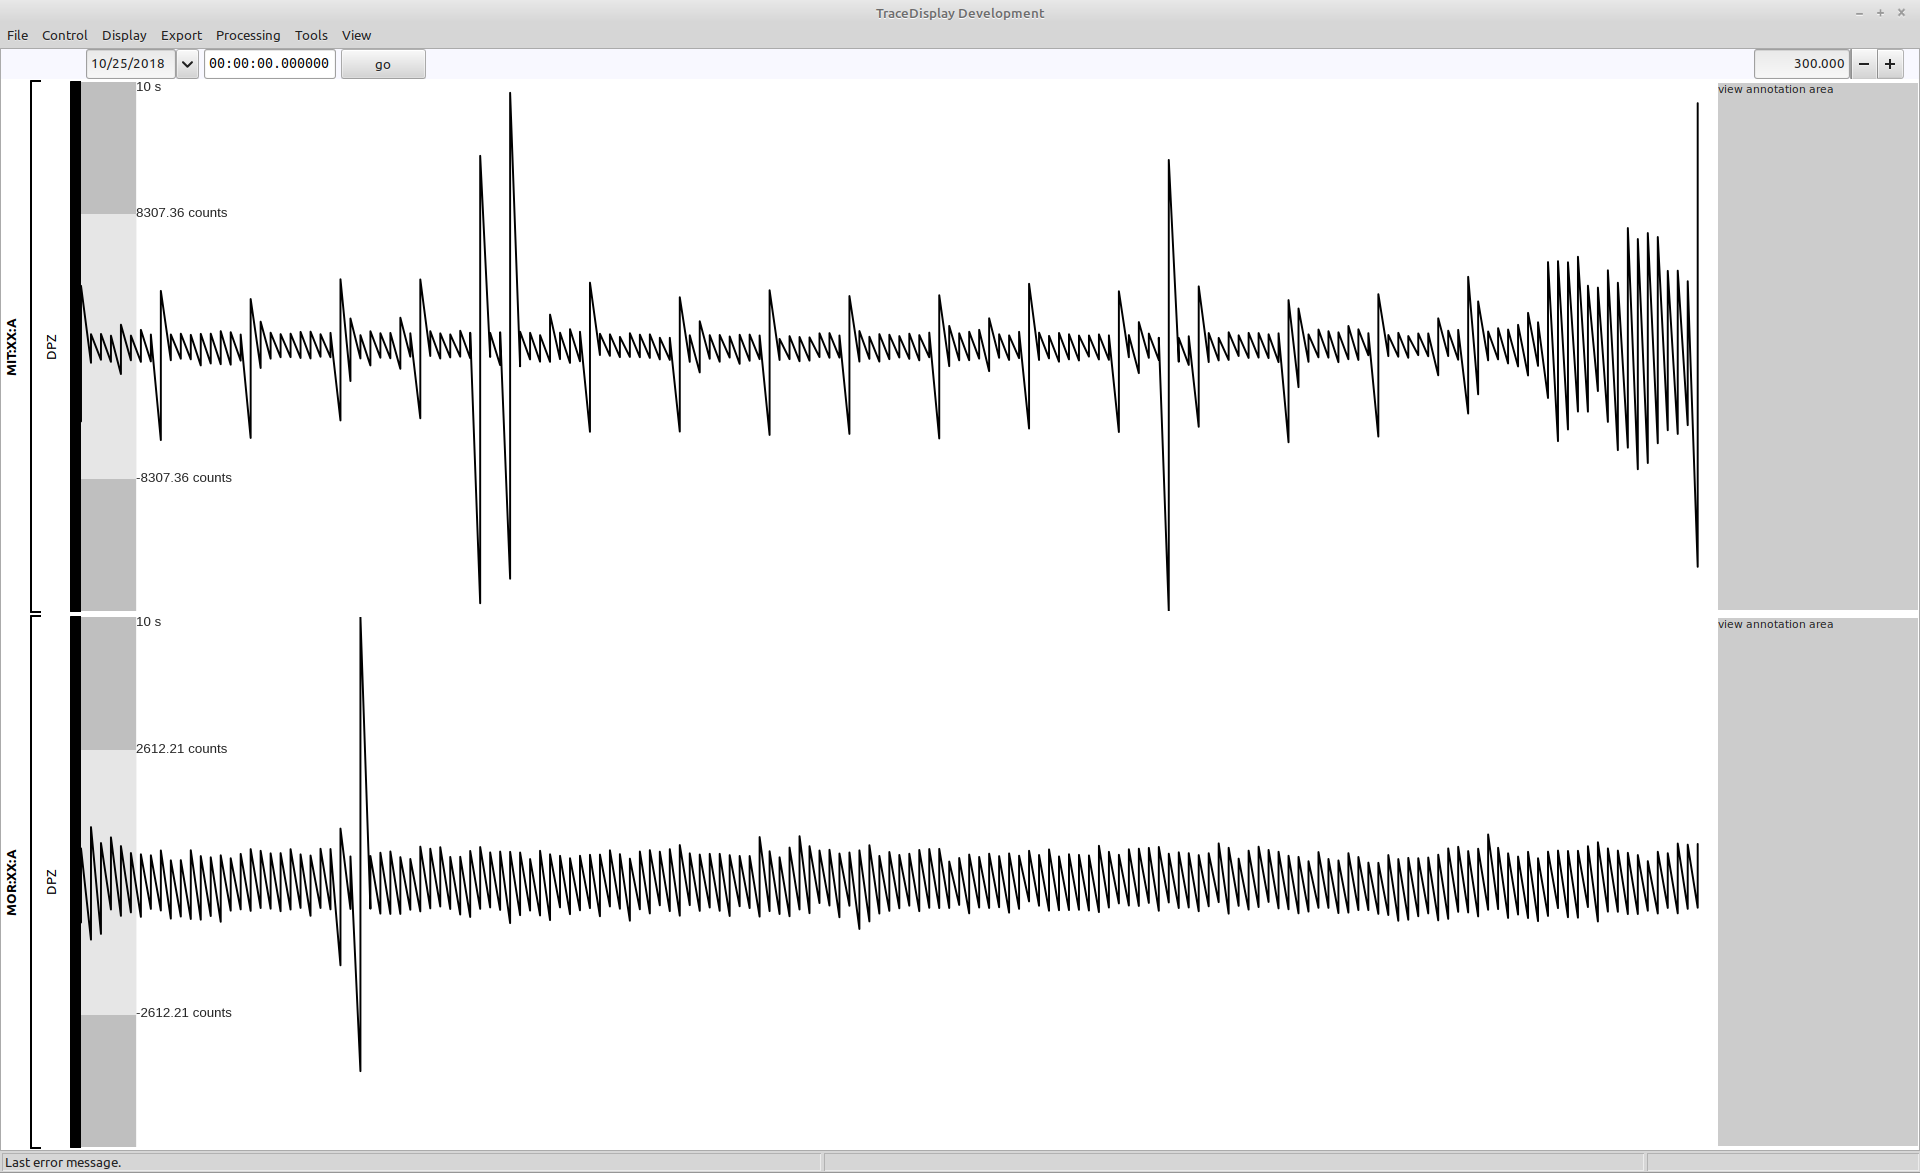 TraceDisplay Development
File Control Display Export Processing Tools View
10/25/2018 00:00:00.000000 go 300.000
MIT:XX:A
DPZ
10 s
8307.36 counts
-8307.36 counts
view annotation area
MOR:XX:A
DPZ
10 s
2612.21 counts
-2612.21 counts
view annotation area
Last error message.